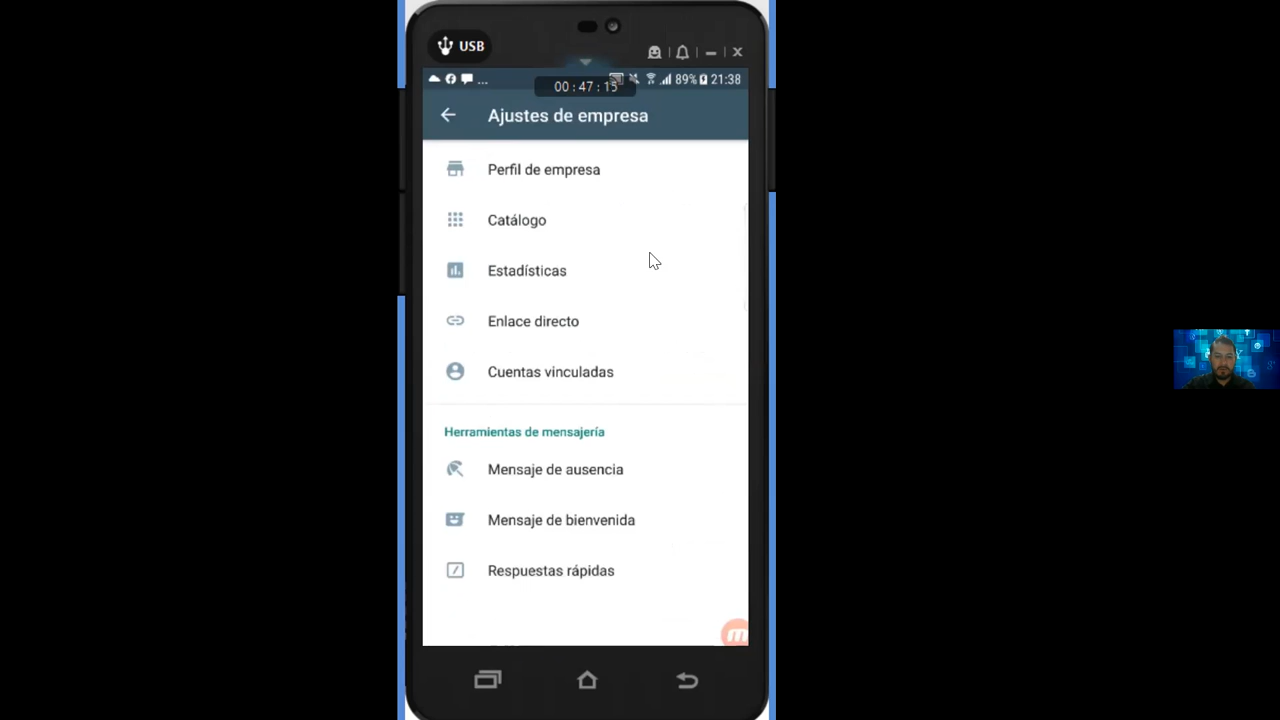 USB
... 89% 21:38
00:47:15
Ajustes de empresa
Perfil de empresa
Catálogo
Estadísticas
Enlace directo
Cuentas vinculadas
Herramientas de mensajería
Mensaje de ausencia
Mensaje de bienvenida
Respuestas rápidas